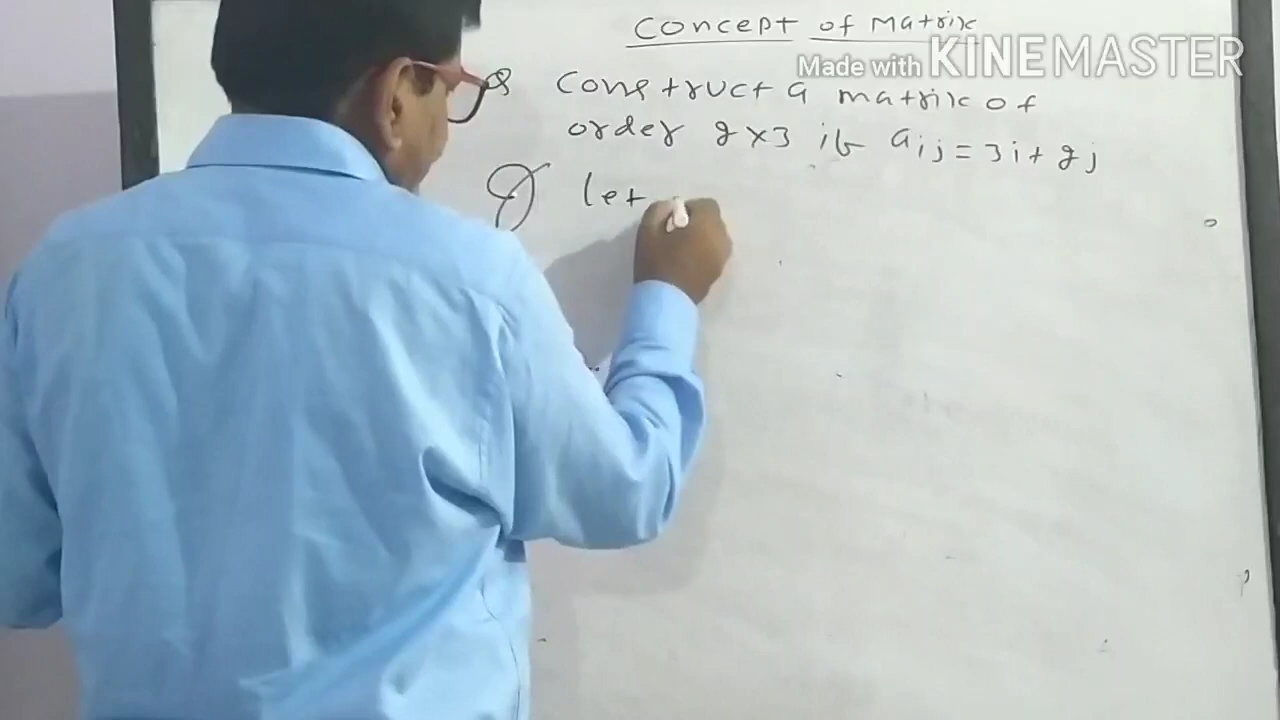 Concept of Matrix
Made with KINEMASTER
Q Construct a matrix of
order 2x3 if aij = 3i + 2j
let